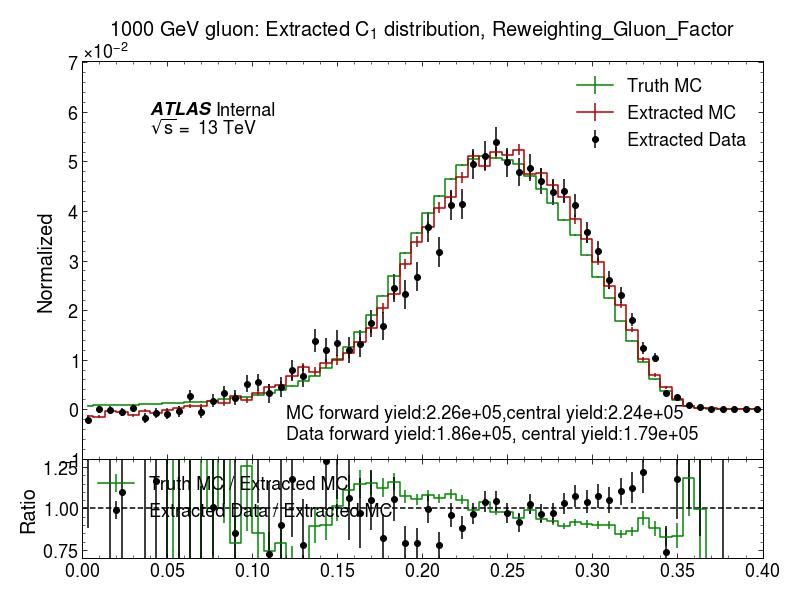 1000 GeV gluon: Extracted C₁ distribution, Reweighting_Gluon_Factor
×10⁻²
7
6
5
4
3
2
1
0
1
Normalized
ATLAS Internal
√s = 13 TeV
Truth MC
Extracted MC
Extracted Data
MC forward yield:2.26e+05,central yield:2.24e+05
Data forward yield:1.86e+05, central yield:1.79e+05
1.25
1.00
0.75
Ratio
Truth MC / Extracted MC
Extracted Data / Extracted MC
0.00 0.05 0.10 0.15 0.20 0.25 0.30 0.35 0.40